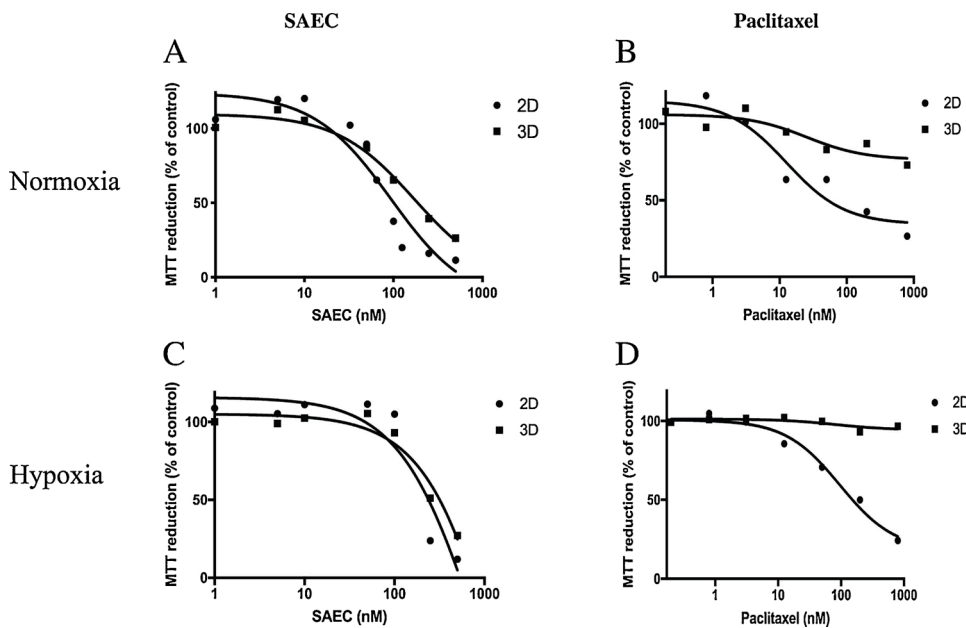 SAEC
Paclitaxel
Normoxia
A
MTT reduction (% of control)
100
50
0
1
10
100
1000
SAEC (nM)
2D
3D
B
MTT reduction (% of control)
100
50
0
1
10
100
1000
Paclitaxel (nM)
2D
3D
Hypoxia
C
MTT reduction (% of control)
100
50
0
1
10
100
1000
SAEC (nM)
2D
3D
D
MTT reduction (% of control)
100
50
0
1
10
100
1000
Paclitaxel (nM)
2D
3D